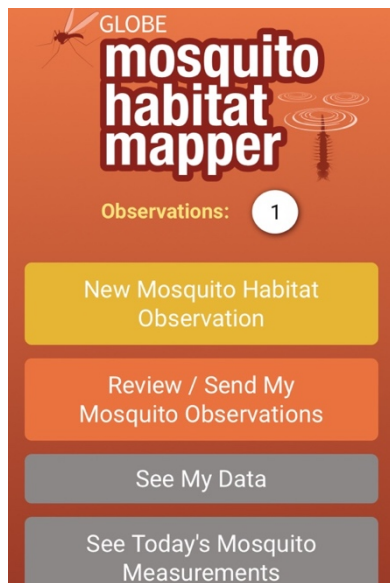 GLOBE
mosquito
habitat
mapper
Observations: 1
New Mosquito Habitat
Observation
Review / Send My
Mosquito Observations
See My Data
See Today's Mosquito
Measurements